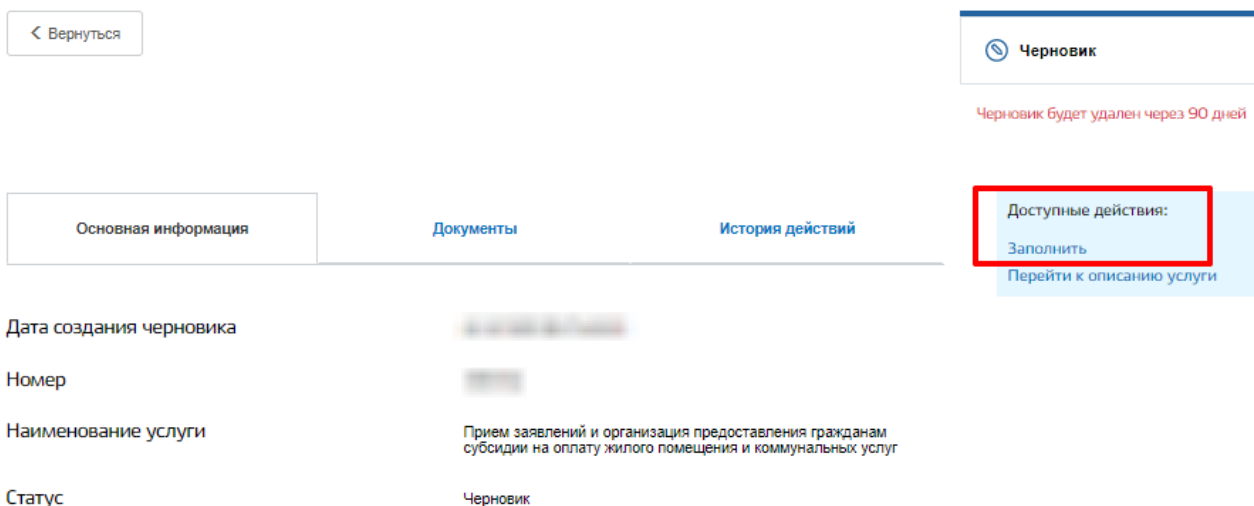 Вернуться
Черновик
Черновик будет удален через 90 дней
Основная информация
Документы
История действий
Доступные действия:
Заполнить
Перейти к описанию услуги
Дата создания черновика
Номер
Наименование услуги
Прием заявлений и организация предоставления гражданам
субсидии на оплату жилого помещения и коммунальных услуг
Статус
Черновик